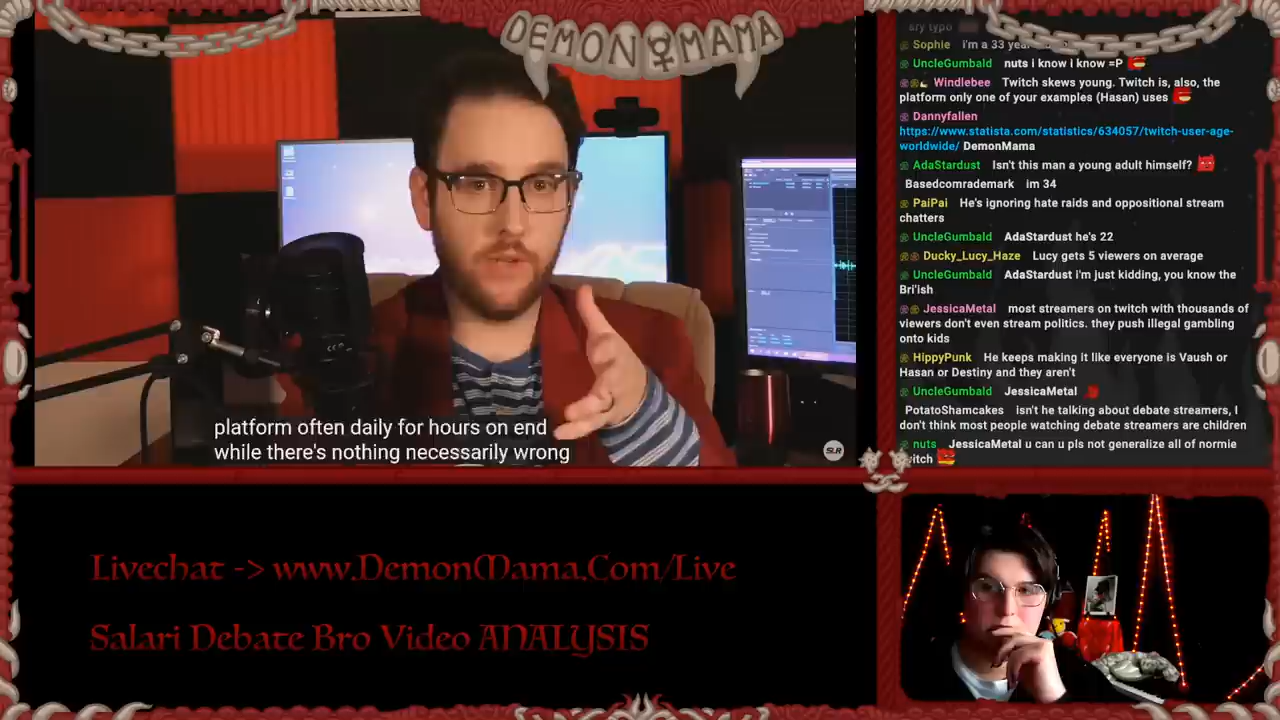 DEMON MAMA
platform often daily for hours on end
while there's nothing necessarily wrong
SLR
sary typo
Sophie I'm a 33 year
UncleGumbald nuts i know i know =P
Windlebee Twitch skews young. Twitch is, also, the
platform only one of your examples (Hasan) uses
Dannyfallen
https://www.statista.com/statistics/634057/twitch-user-age-
worldwide/ DemonMama
AdaStardust Isn't this man a young adult himself?
Basedcomrademark Im 34
PaiPai He's ignoring hate raids and oppositional stream
chatters
UncleGumbald AdaStardust he's 22
Ducky_Lucy_Haze Lucy gets 5 viewers on average
UncleGumbald AdaStardust I'm just kidding, you know the
Bri'ish
JessicaMetal most streamers on twitch with thousands of
viewers don't even stream politics. they push illegal gambling
onto kids
HippyPunk He keeps making it like everyone is Vaush or
Hasan or Destiny and they aren't
UncleGumbald JessicaMetal
PotatoShamcakes isn't he talking about debate streamers, I
don't think most people watching debate streamers are children
nuts JessicaMetal u can u pls not generalize all of normie
itch
Livechat -> www.DemonMama.Com/Live
Salari Debate Bro Video ANALYSIS